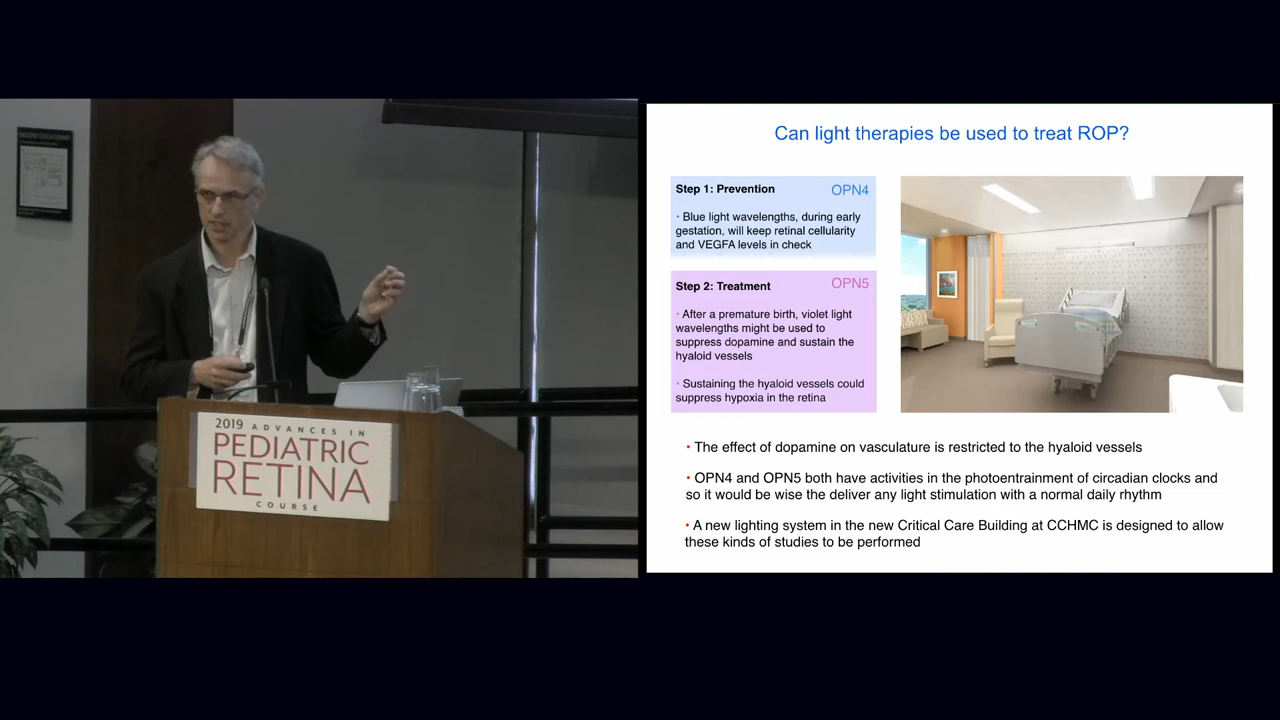 2019 ADVANCES IN
PEDIATRIC
RETINA
COURSE
Can light therapies be used to treat ROP?
Step 1: Prevention OPN4
· Blue light wavelengths, during early
gestation, will keep retinal cellularity
and VEGFA levels in check
Step 2: Treatment OPN5
· After a premature birth, violet light
wavelengths might be used to
suppress dopamine and sustain the
hyaloid vessels
· Sustaining the hyaloid vessels could
suppress hypoxia in the retina
• The effect of dopamine on vasculature is restricted to the hyaloid vessels
• OPN4 and OPN5 both have activities in the photoentrainment of circadian clocks and
so it would be wise the deliver any light stimulation with a normal daily rhythm
• A new lighting system in the new Critical Care Building at CCHMC is designed to allow
these kinds of studies to be performed